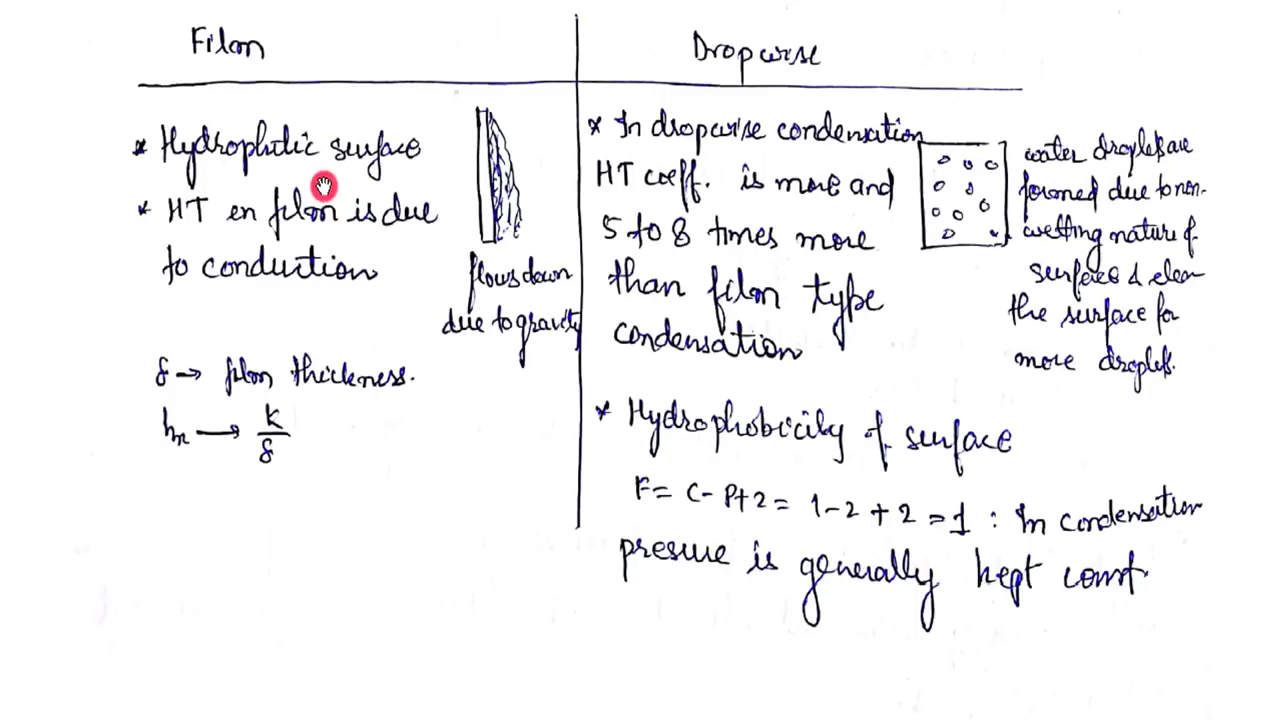 Film
Dropwise
* Hydrophilic surface
* HT in film is due
to conduction
flows down
due to gravity
δ → film thickness.
hx → k/δ
* In dropwise condensation
HT coeff. is more and
5 to 8 times more
than film type
condensation
water droplets are
formed due to non-
wetting nature of
surfaces & clean
the surface for
more droplets.
* Hydrophobicity of surface
F = C - P + 2 = 1 - 2 + 2 = 1 : In condensation
pressure is generally kept const.